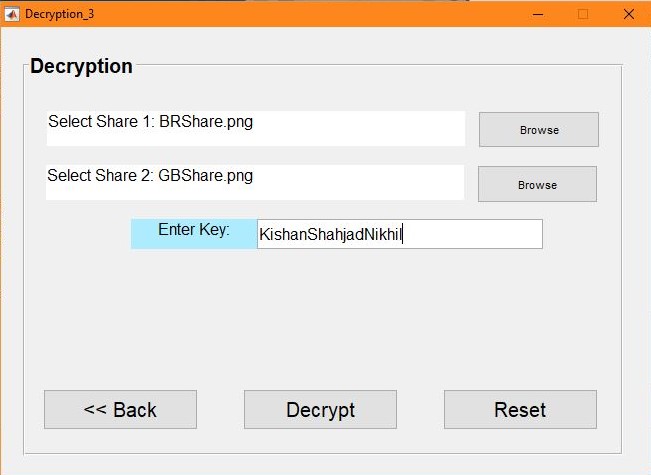 Decryption_3
Decryption
Select Share 1: BRShare.png
Browse
Select Share 2: GBShare.png
Browse
Enter Key:
KishanShahjadNikhil
<< Back
Decrypt
Reset